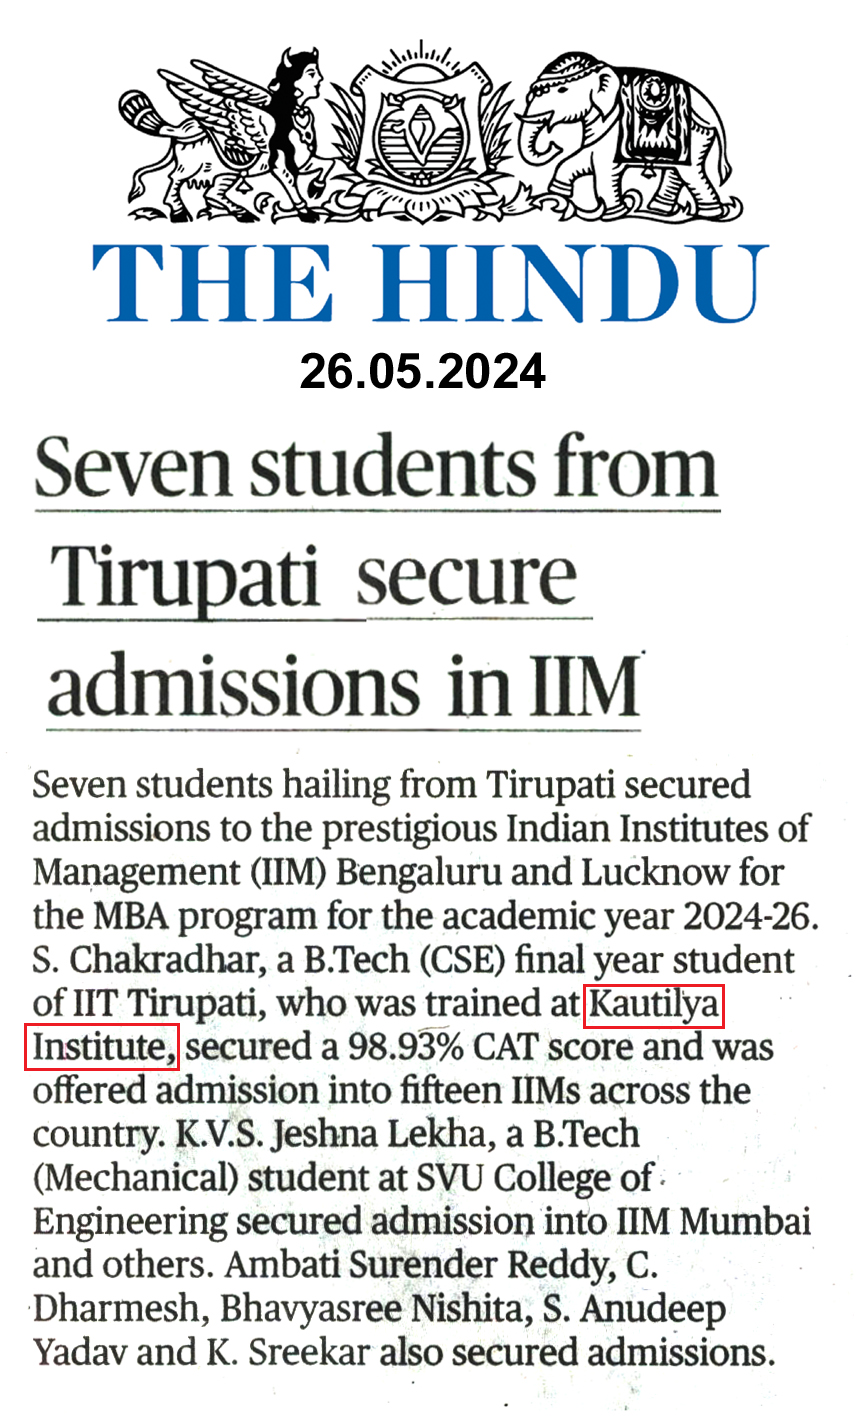 THE HINDU
26.05.2024
Seven students from
Tirupati secure
admissions in IIM
Seven students hailing from Tirupati secured
admissions to the prestigious Indian Institutes of
Management (IIM) Bengaluru and Lucknow for
the MBA program for the academic year 2024-26.
S. Chakradhar, a B.Tech (CSE) final year student
of IIT Tirupati, who was trained at Kautilya
Institute, secured a 98.93% CAT score and was
offered admission into fifteen IIMs across the
country. K.V.S. Jeshna Lekha, a B.Tech
(Mechanical) student at SVU College of
Engineering secured admission into IIM Mumbai
and others. Ambati Surender Reddy, C.
Dharmesh, Bhavyasree Nishita, S. Anudeep
Yadav and K. Sreekar also secured admissions.